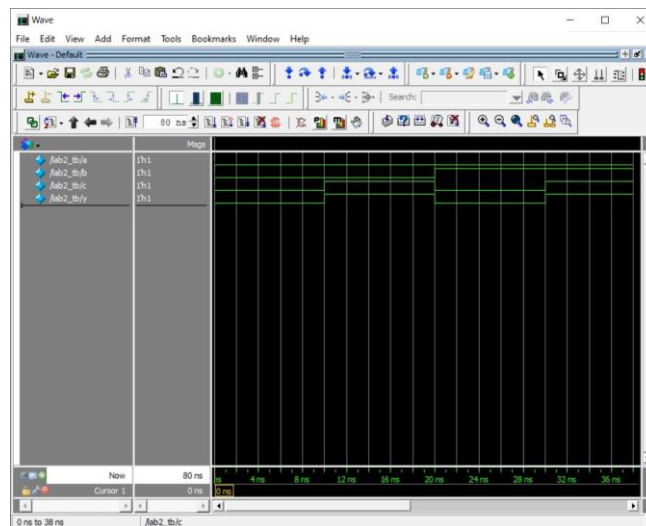 Wave
File Edit View Add Format Tools Bookmarks Window Help
Wave - Default
Search:
80 ns
Msgs
/lab2_tb/a 1'h1
/lab2_tb/b 1'h1
/lab2_tb/c 1'h1
/lab2_tb/y 1'h1
Now 80 ns ns 4 ns 8 ns 12 ns 16 ns 20 ns 24 ns 28 ns 32 ns 36 ns
Cursor 1 0 ns 0 ns
0 ns to 38 ns /lab2_tb/c